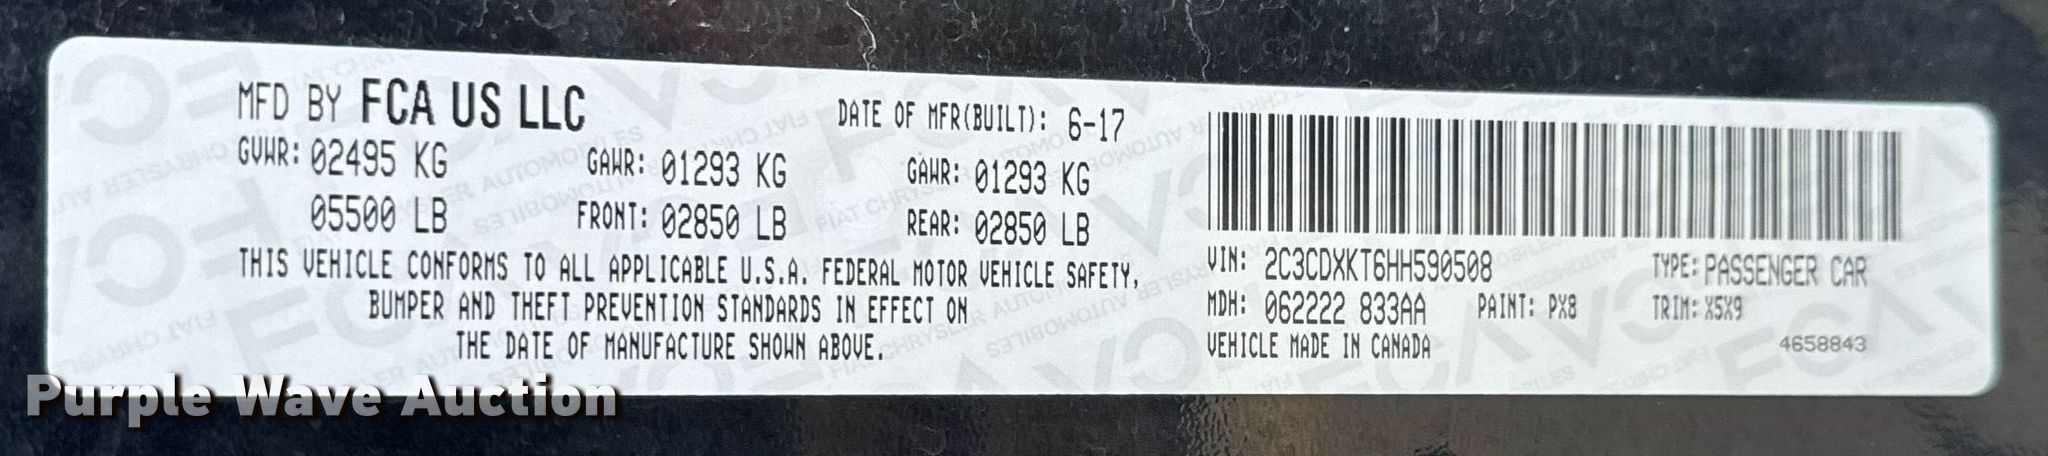 MFD BY FCA US LLC
DATE OF MFR(BUILT): 6-17
GVWR: 02495 KG
GAWR: 01293 KG
GAWR: 01293 KG
05500 LB
FRONT: 02850 LB
REAR: 02850 LB
THIS VEHICLE CONFORMS TO ALL APPLICABLE U.S.A. FEDERAL MOTOR VEHICLE SAFETY,
BUMPER AND THEFT PREVENTION STANDARDS IN EFFECT ON
THE DATE OF MANUFACTURE SHOWN ABOVE.
VIN: 2C3CDXKT6HH590508
TYPE: PASSENGER CAR
MDH: 062222 833AA
PAINT: PX8
TRIM: X5X9
VEHICLE MADE IN CANADA
4658843
Purple Wave Auction